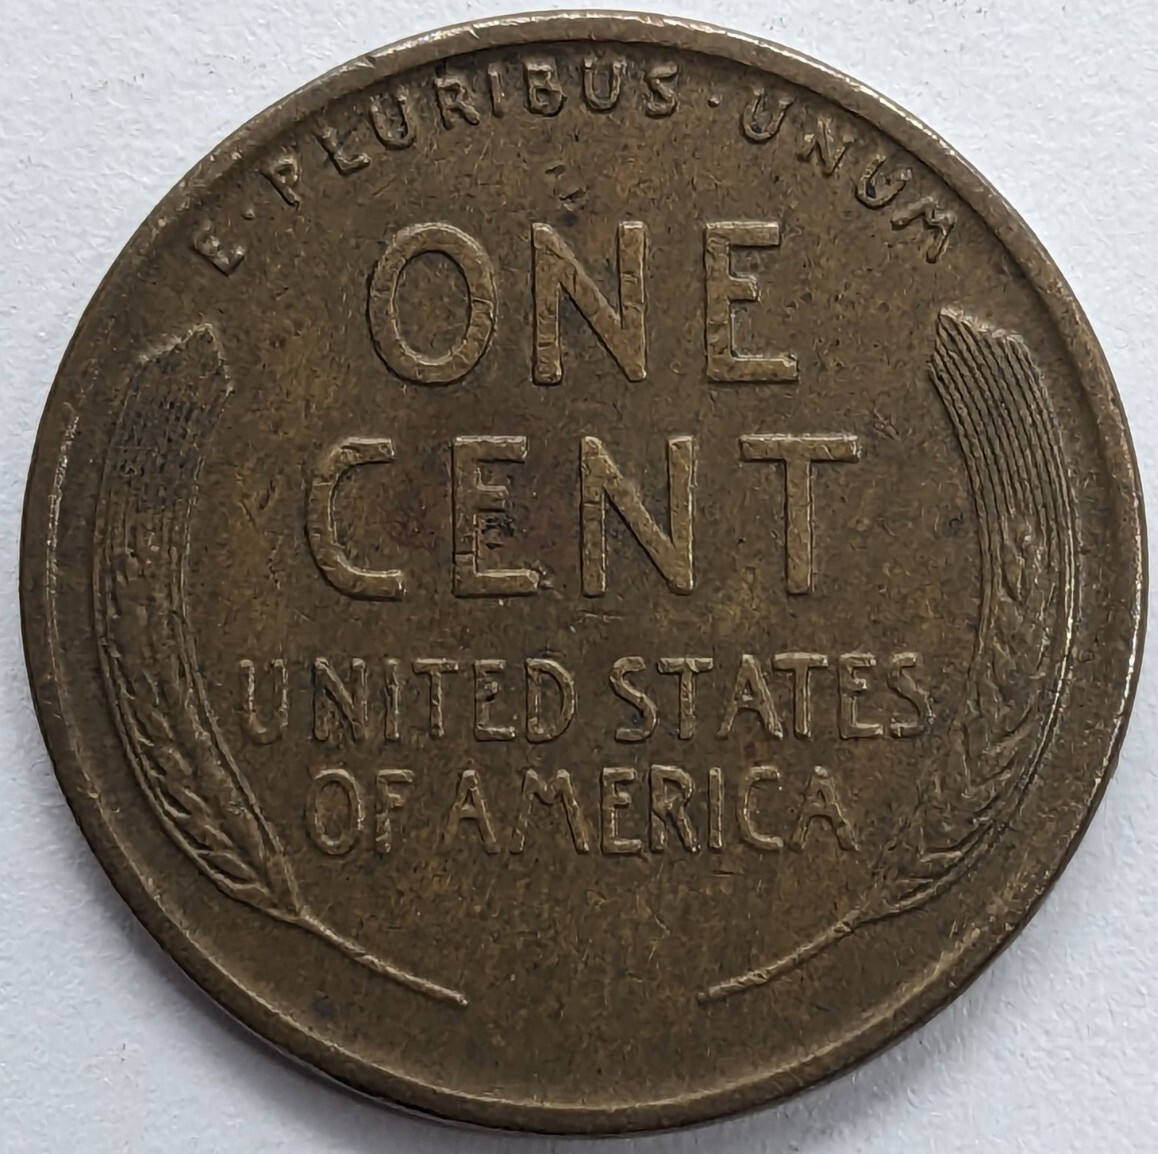 E·PLURIBUS·UNUM
ONE
CENT
UNITED STATES
OF AMERICA